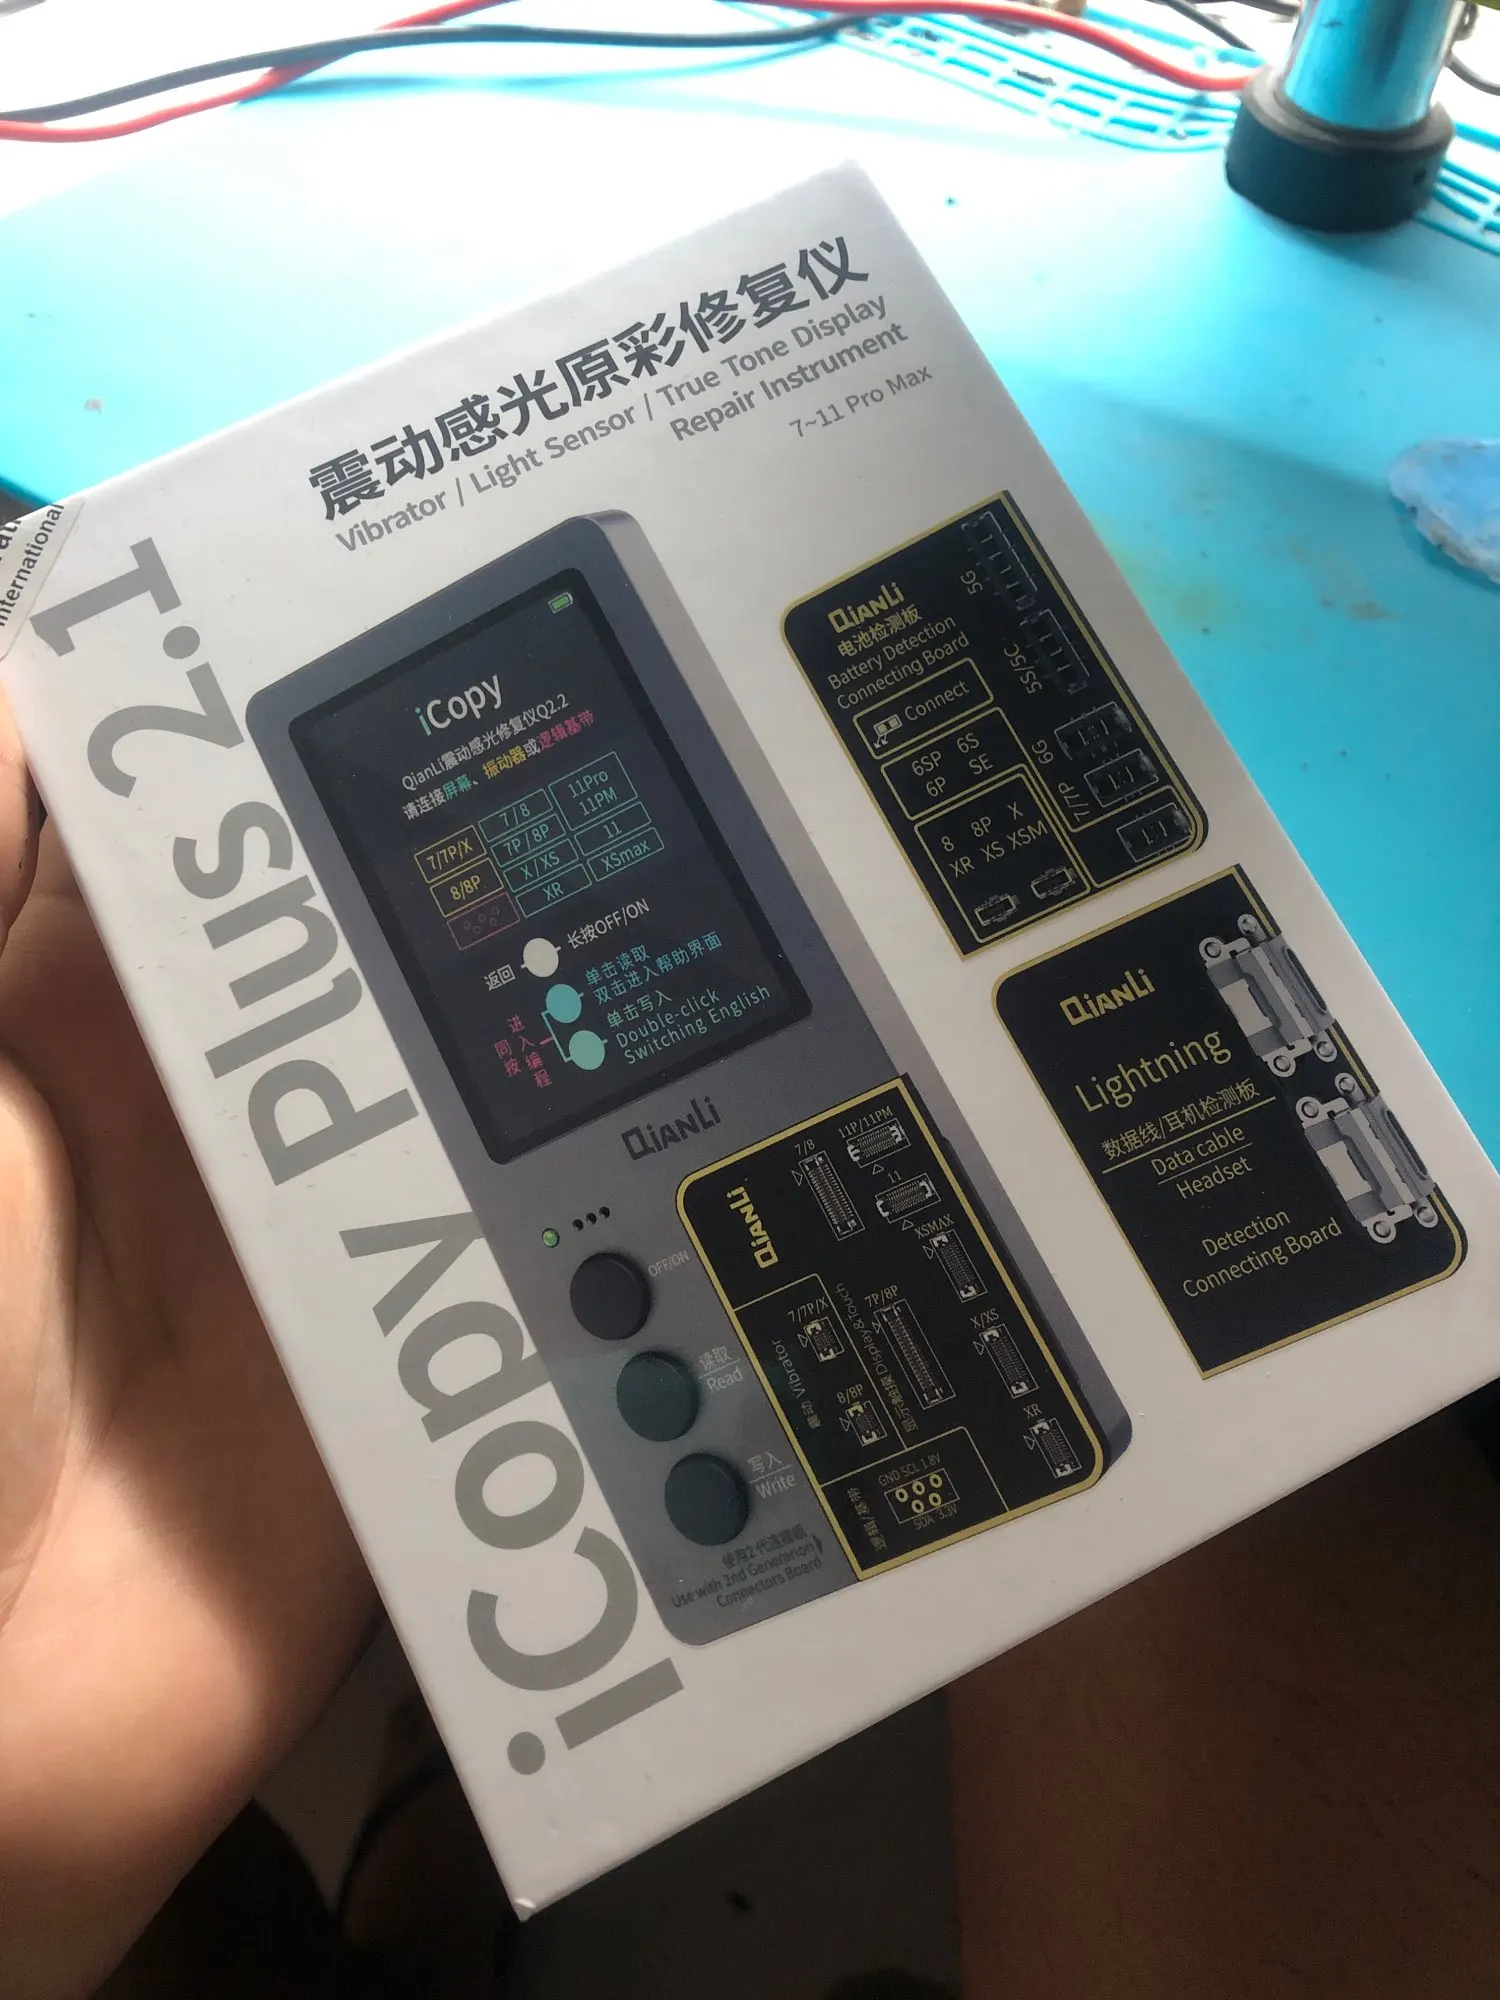 震动感光原彩修复仪
Vibrator / Light Sensor / True Tone Display
Repair Instrument
7~11 Pro Max
International
iCopy Plus 2.1
iCopy
QianLi震动感光修复仪Q2.2
请连接屏幕、振动器或逻辑基带
7/7P/X
8/8P
7/8
7P/8P
X/XS
XR
11Pro
11PM
11
XSmax
返回
长按OFF/ON
单击读取
双击进入帮助界面
单击写入
Double-click
Switching English
同按
进入编程
QIANLI
OFF/ON
读取
Read
写入
Write
使用2代连接板
Use with 2nd Generation
Connectors Board
QIANLI
7/8
11P/11PM
11
XSMAX
X/XS
XR
7/7P/X
8/8P
震动 Vibrator
7P/8P
显示触摸 Display&Touch
逻辑/基带
GND SCL 1.8V
SDA 3.3V
QIANLI
电池检测板
Battery Detection
Connecting Board
Connect
6SP 6S
6P SE
8 8P X
XR XS XSM
5G
5S/5C
6G
7/7P
QIANLI
Lightning
数据线/耳机检测板
Data cable
Headset
Detection
Connecting Board